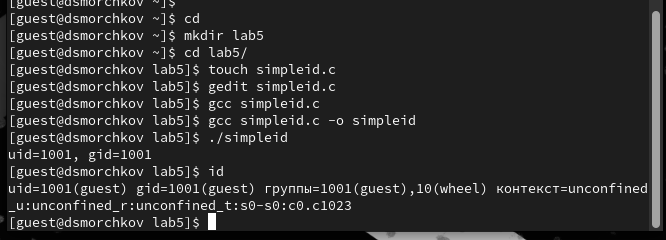 [guest@dsmorchkov ~]$
[guest@dsmorchkov ~]$ cd
[guest@dsmorchkov ~]$ mkdir lab5
[guest@dsmorchkov ~]$ cd lab5/
[guest@dsmorchkov lab5]$ touch simpleid.c
[guest@dsmorchkov lab5]$ gedit simpleid.c
[guest@dsmorchkov lab5]$ gcc simpleid.c
[guest@dsmorchkov lab5]$ gcc simpleid.c -o simpleid
[guest@dsmorchkov lab5]$ ./simpleid
uid=1001, gid=1001
[guest@dsmorchkov lab5]$ id
uid=1001(guest) gid=1001(guest) группы=1001(guest),10(wheel) контекст=unconfined
_u:unconfined_r:unconfined_t:s0-s0:c0.c1023
[guest@dsmorchkov lab5]$